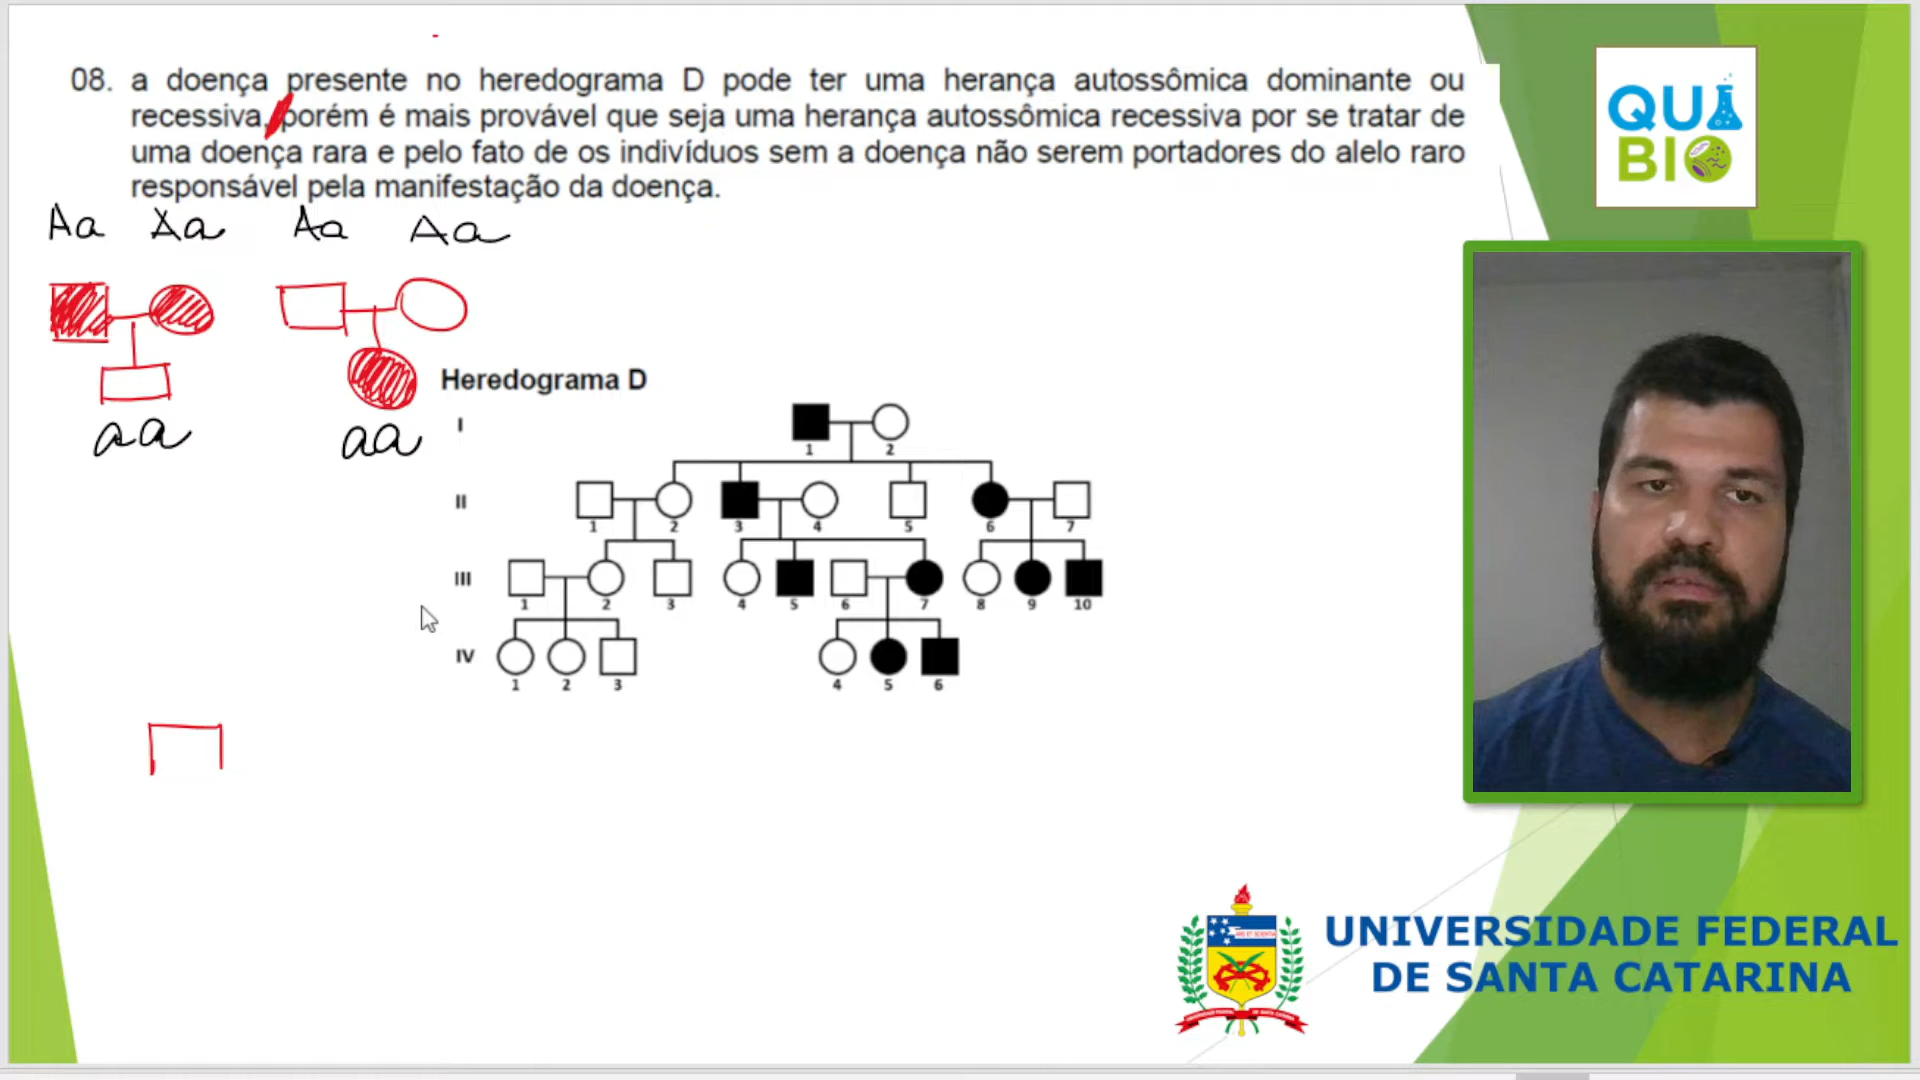 08. a doença presente no heredograma D pode ter uma herança autossômica dominante ou
recessiva, porém é mais provável que seja uma herança autossômica recessiva por se tratar de
uma doença rara e pelo fato de os indivíduos sem a doença não serem portadores do alelo raro
responsável pela manifestação da doença.
QUI
BIO
Aa Aa Aa Aa
aa aa
Heredograma D
I
1 2
II
1 2 3 4 5 6 7
III
1 2 3 4 5 6 7 8 9 10
IV
1 2 3 4 5 6
UNIVERSIDADE FEDERAL
DE SANTA CATARINA